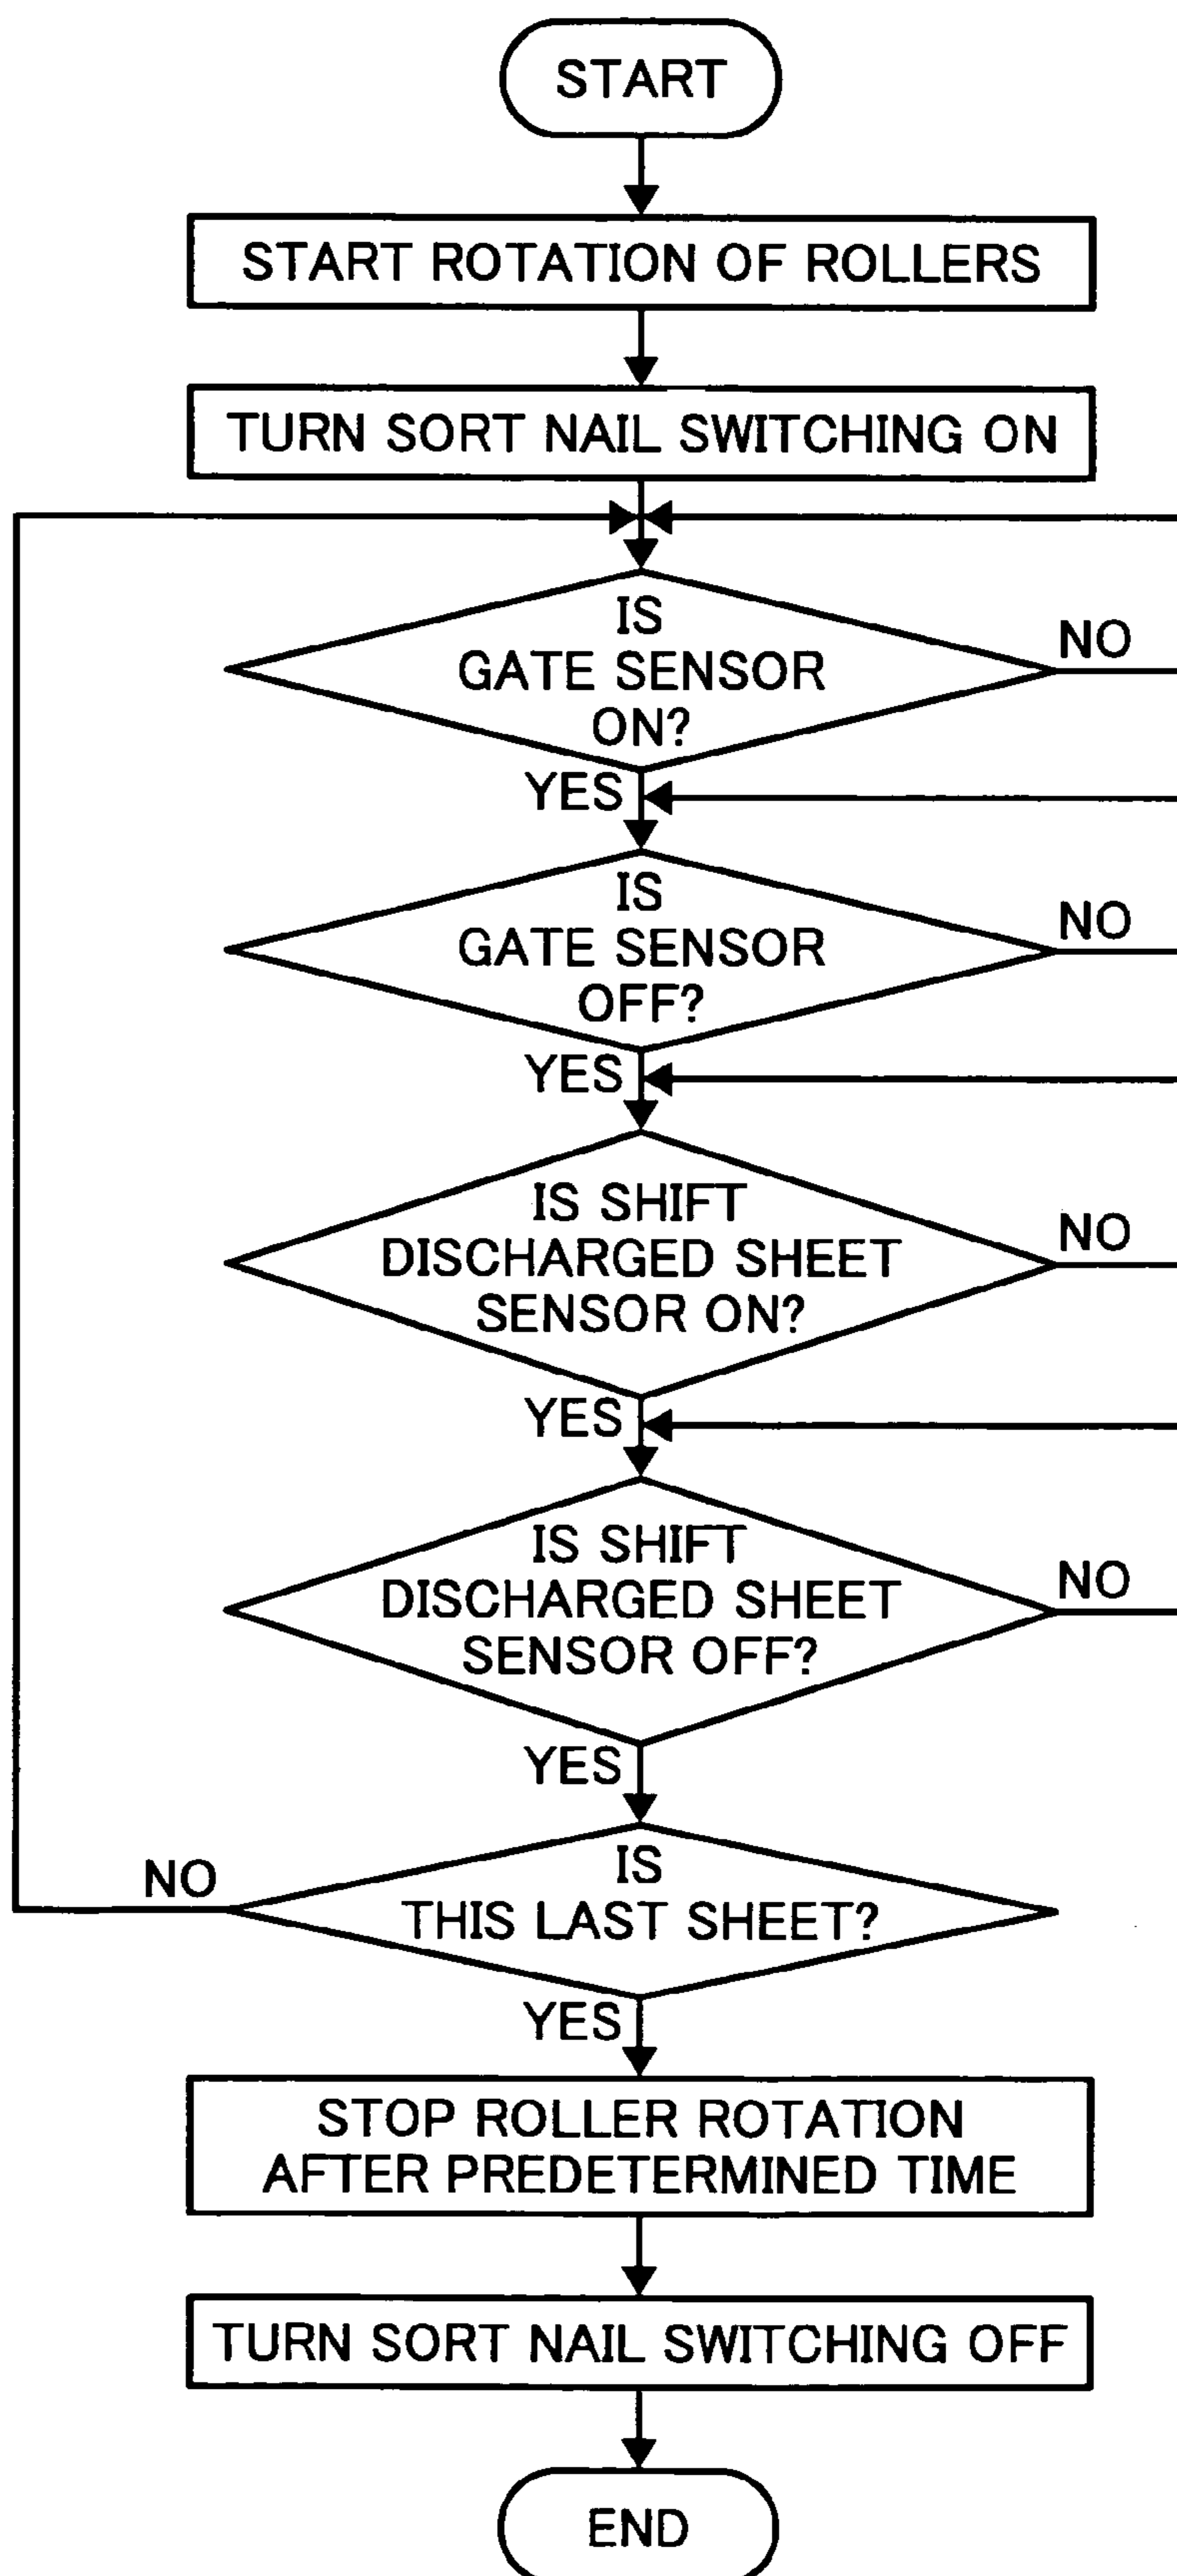 START
START ROTATION OF ROLLERS
TURN SORT NAIL SWITCHING ON
IS
GATE SENSOR
ON?
NO
YES
IS
GATE SENSOR
OFF?
NO
YES
IS SHIFT
DISCHARGED SHEET
SENSOR ON?
NO
YES
IS SHIFT
DISCHARGED SHEET
SENSOR OFF?
NO
YES
IS
THIS LAST SHEET?
NO
YES
STOP ROLLER ROTATION
AFTER PREDETERMINED TIME
TURN SORT NAIL SWITCHING OFF
END